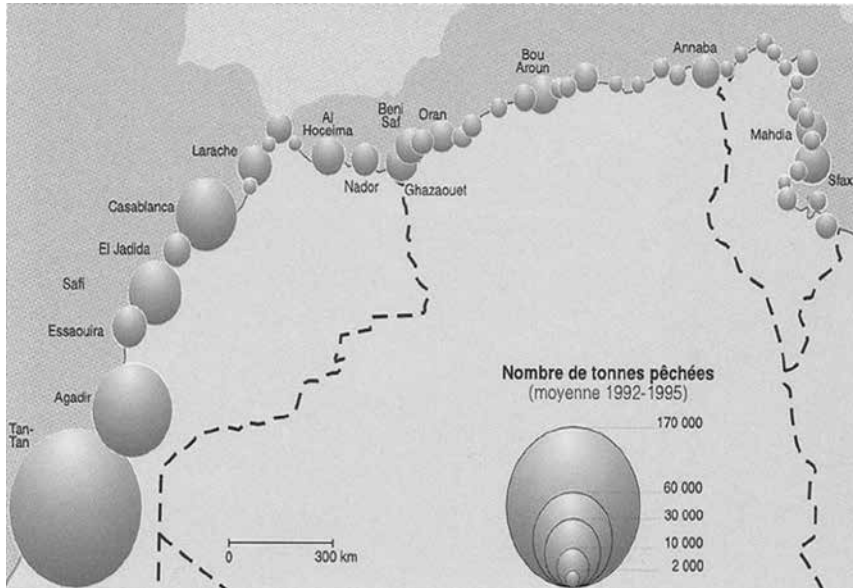 Annaba
Bou
Aroun
Al
Hoceima
Beni
Saf
Oran
Larache
Mahdia
Nador
Ghazaouet
Sfax
Casablanca
El Jadida
Safi
Essaouira
Nombre de tonnes pêchées
(moyenne 1992-1995)
Agadir
170 000
Tan-
Tan
60 000
30 000
10 000
0
300 km
2 000